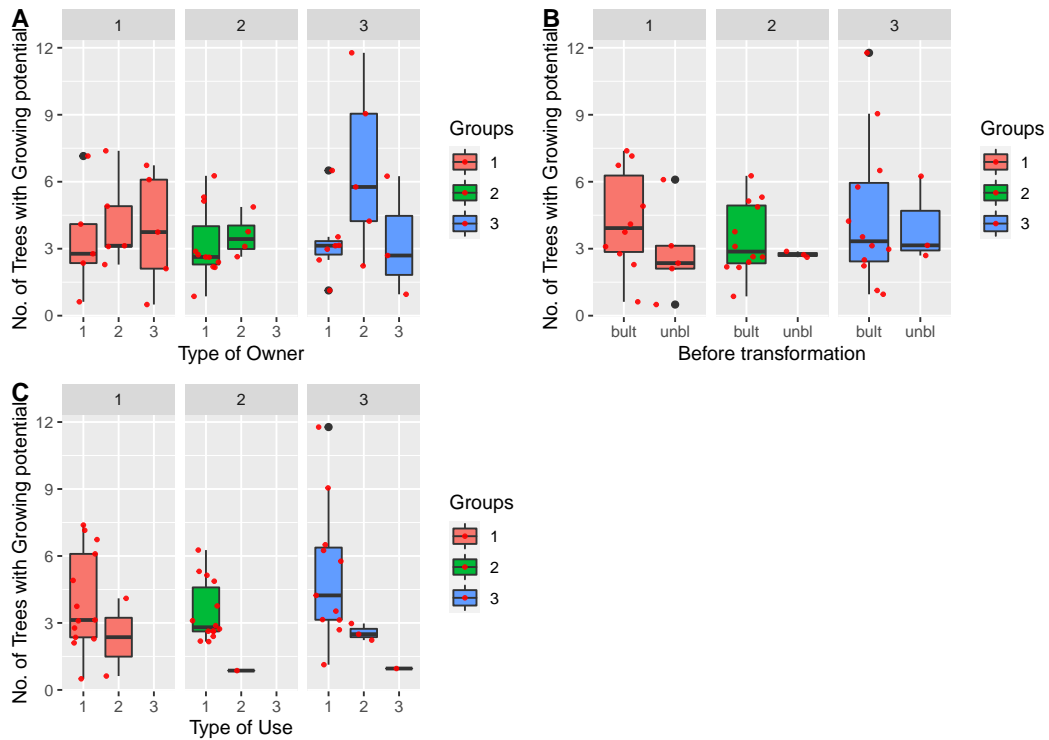 A
1
2
3
No. of Trees with Growing potential
12
9
6
3
0
1 2 3
1 2 3
1 2 3
Type of Owner
Groups
1
2
3
B
1
2
3
No. of Trees with Growing potential
12
9
6
3
0
bult unbl
bult unbl
bult unbl
Before transformation
Groups
1
2
3
C
1
2
3
No. of Trees with Growing potential
12
9
6
3
0
1 2 3
1 2 3
1 2 3
Type of Use
Groups
1
2
3